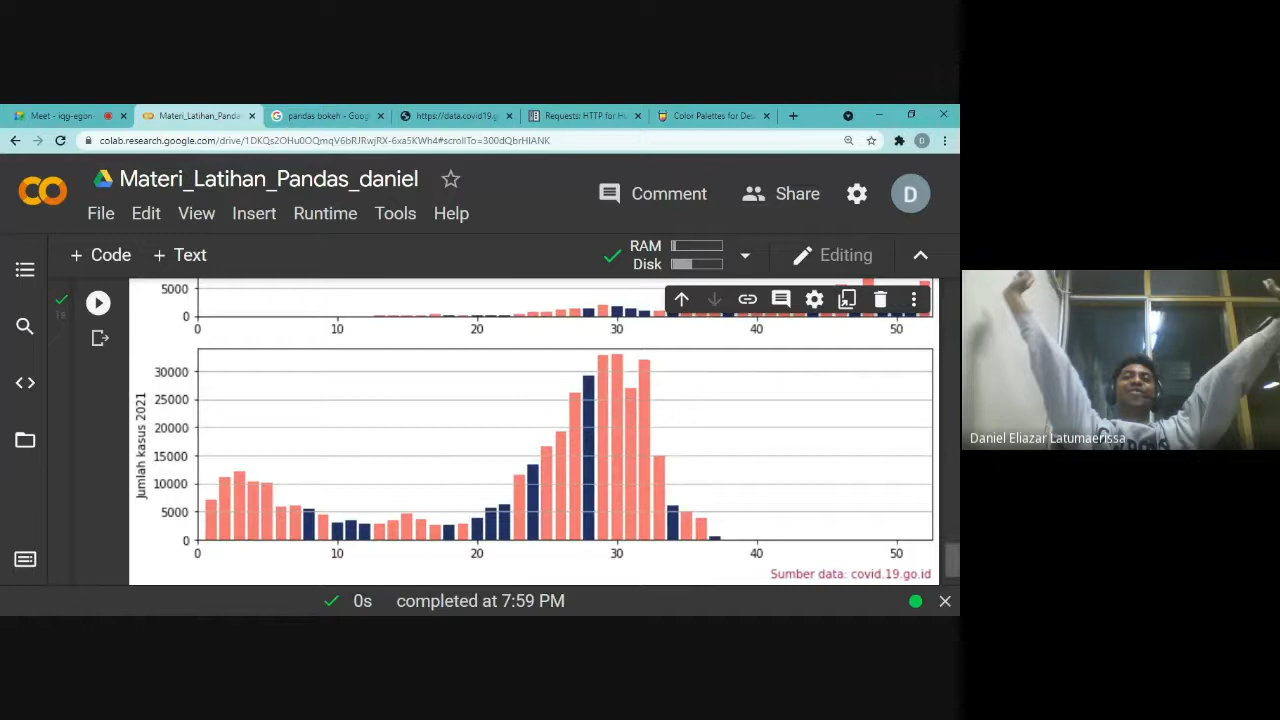 Meet - iqg-egon-
Materi_Latihan_Panda
pandas bokeh - Goog
https://data.covid19.g
Requests: HTTP for H
Color Palettes for De
colab.research.google.com/drive/1DKQs2OHu0OQmqV6bRJRwjRX-6xa5KWh4#scrollTo=300dQbrHIANK
D
Materi_Latihan_Pandas_daniel
Comment
Share
D
File Edit View Insert Runtime Tools Help
+ Code + Text
RAM
Disk
Editing
1s
5000
0
0 10 20 30 40 50
Jumlah kasus 2021
30000
25000
20000
15000
10000
5000
0
0 10 20 30 40 50
Sumber data: covid.19.go.id
Daniel Eliazar Latumaerissa
0s completed at 7:59 PM